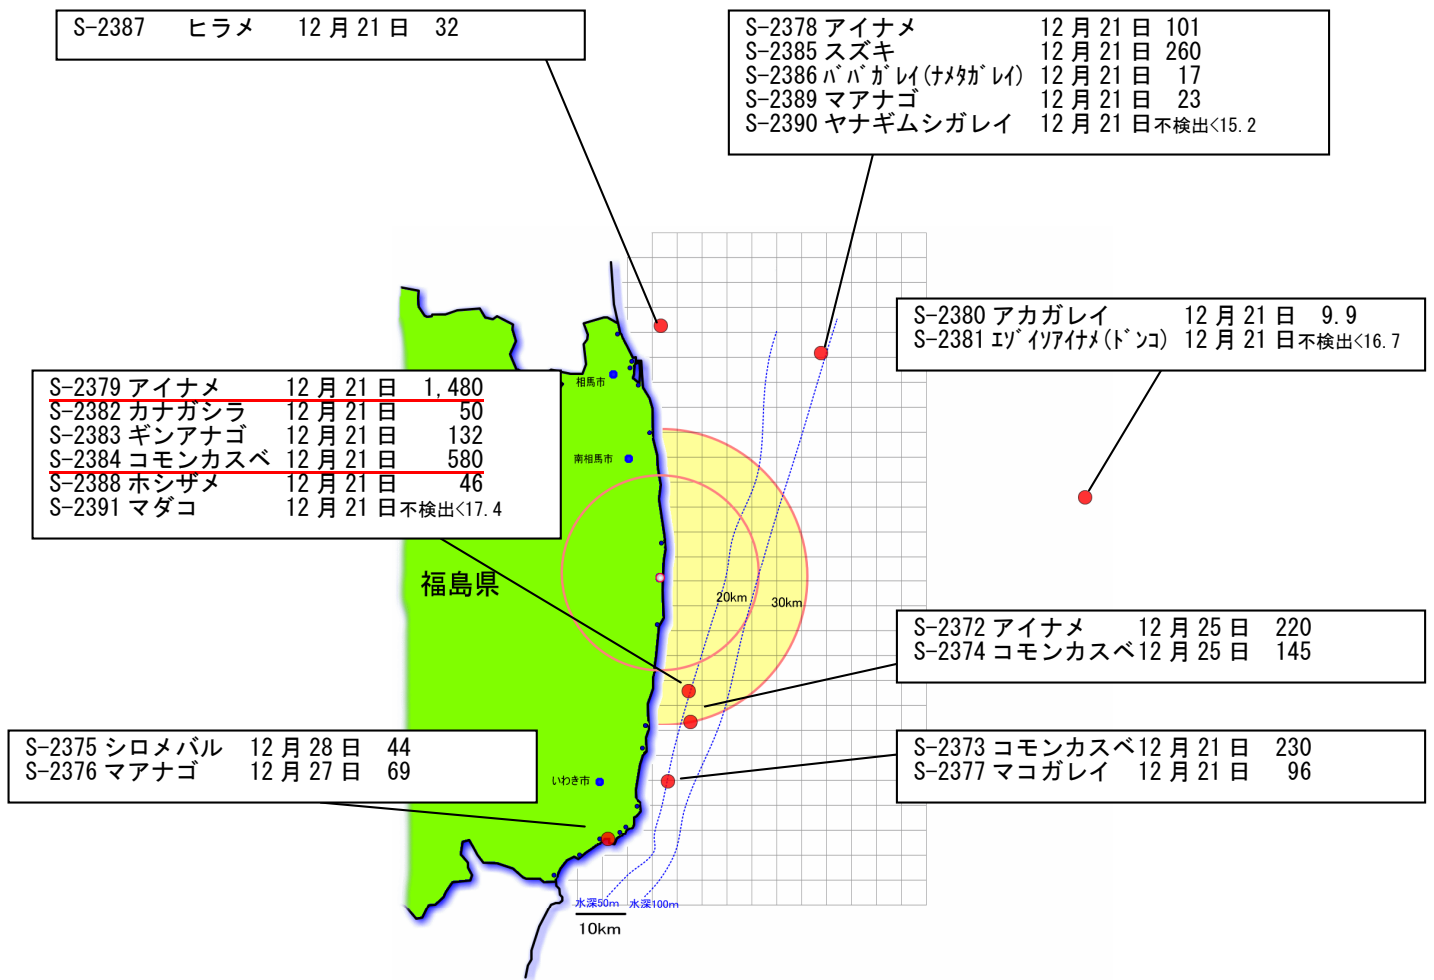 S-2387 ヒラメ 12月21日 32
S-2378 アイナメ 12月21日 101
S-2385 スズキ 12月21日 260
S-2386 ババガレイ(ナメタガレイ) 12月21日 17
S-2389 マアナゴ 12月21日 23
S-2390 ヤナギムシガレイ 12月21日不検出<15.2
S-2380 アカガレイ 12月21日 9.9
S-2381 エゾイソアイナメ(ドンコ) 12月21日不検出<16.7
S-2379 アイナメ 12月21日 1,480
S-2382 カナガシラ 12月21日 50
S-2383 ギンアナゴ 12月21日 132
S-2384 コモンカスベ 12月21日 580
S-2388 ホシザメ 12月21日 46
S-2391 マダコ 12月21日不検出<17.4
相馬市
南相馬市
福島県
20km
30km
S-2372 アイナメ 12月25日 220
S-2374 コモンカスベ12月25日 145
S-2375 シロメバル 12月28日 44
S-2376 マアナゴ 12月27日 69
S-2373 コモンカスベ12月21日 230
S-2377 マコガレイ 12月21日 96
いわき市
水深50m 水深100m
10km